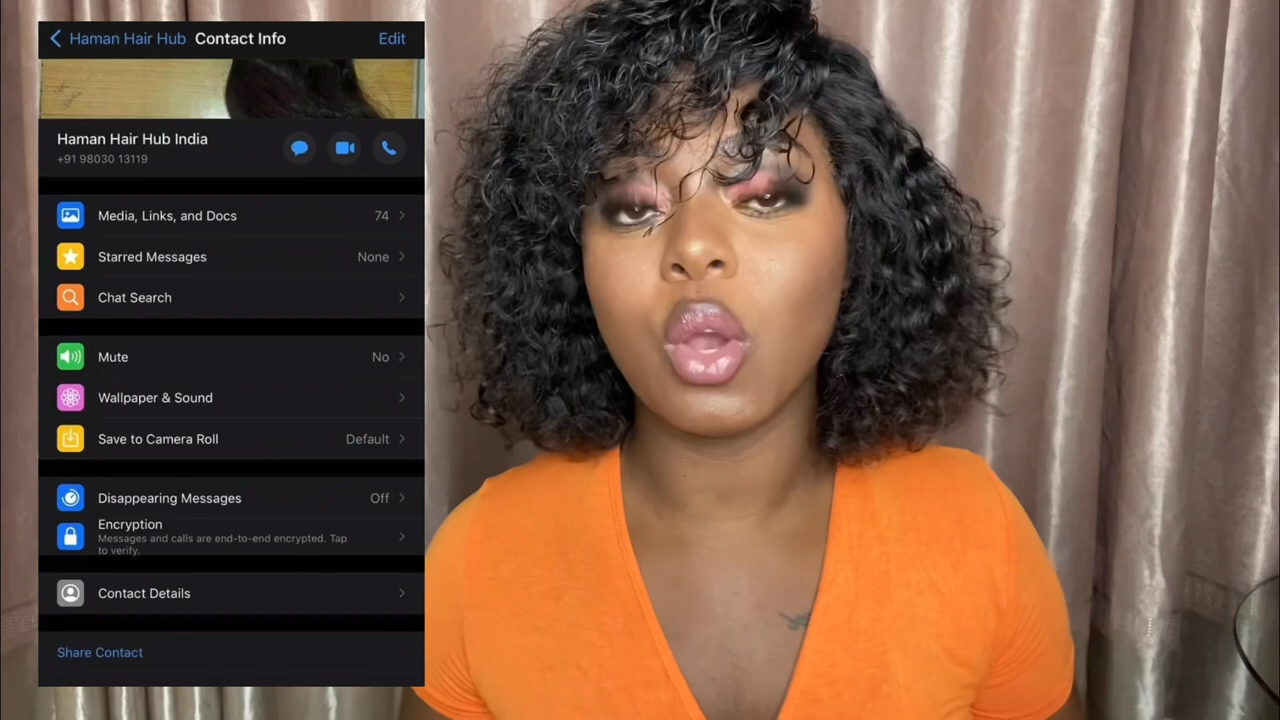 Haman Hair Hub Contact Info Edit
Haman Hair Hub India
+91 98030 13119
Media, Links, and Docs 74
Starred Messages None
Chat Search
Mute No
Wallpaper & Sound
Save to Camera Roll Default
Disappearing Messages Off
Encryption
Messages and calls are end-to-end encrypted. Tap
to verify.
Contact Details
Share Contact